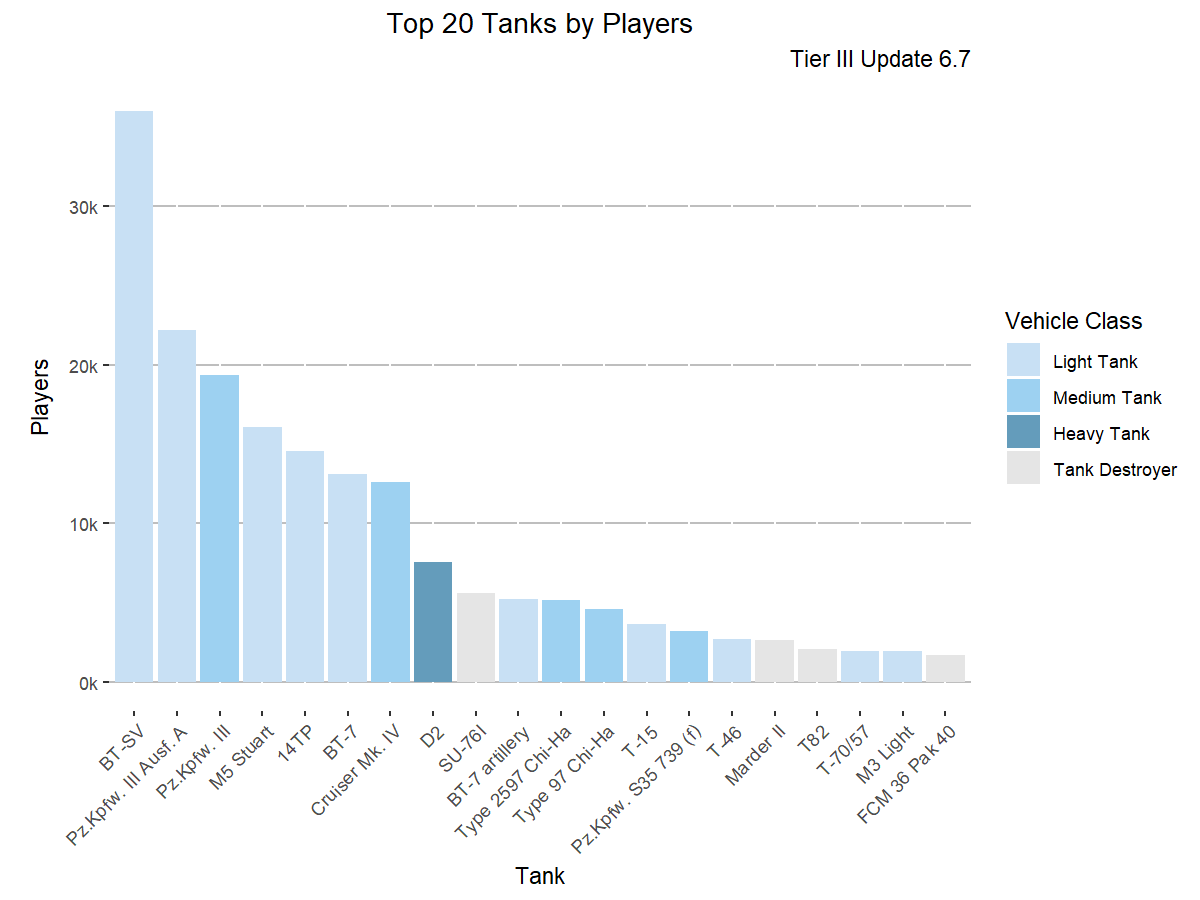 Top 20 Tanks by Players
Tier III Update 6.7
Players
30k
20k
10k
0k
BT-SV
Pz.Kpfw. III Ausf. A
Pz.Kpfw. III
M5 Stuart
14TP
BT-7
Cruiser Mk. IV
D2
SU-76I
BT-7 artillery
Type 2597 Chi-Ha
Type 97 Chi-Ha
T-15
Pz.Kpfw. S35 739 (f)
T-46
Marder II
T82
T-70/57
M3 Light
FCM 36 Pak 40
Tank
Vehicle Class
Light Tank
Medium Tank
Heavy Tank
Tank Destroyer